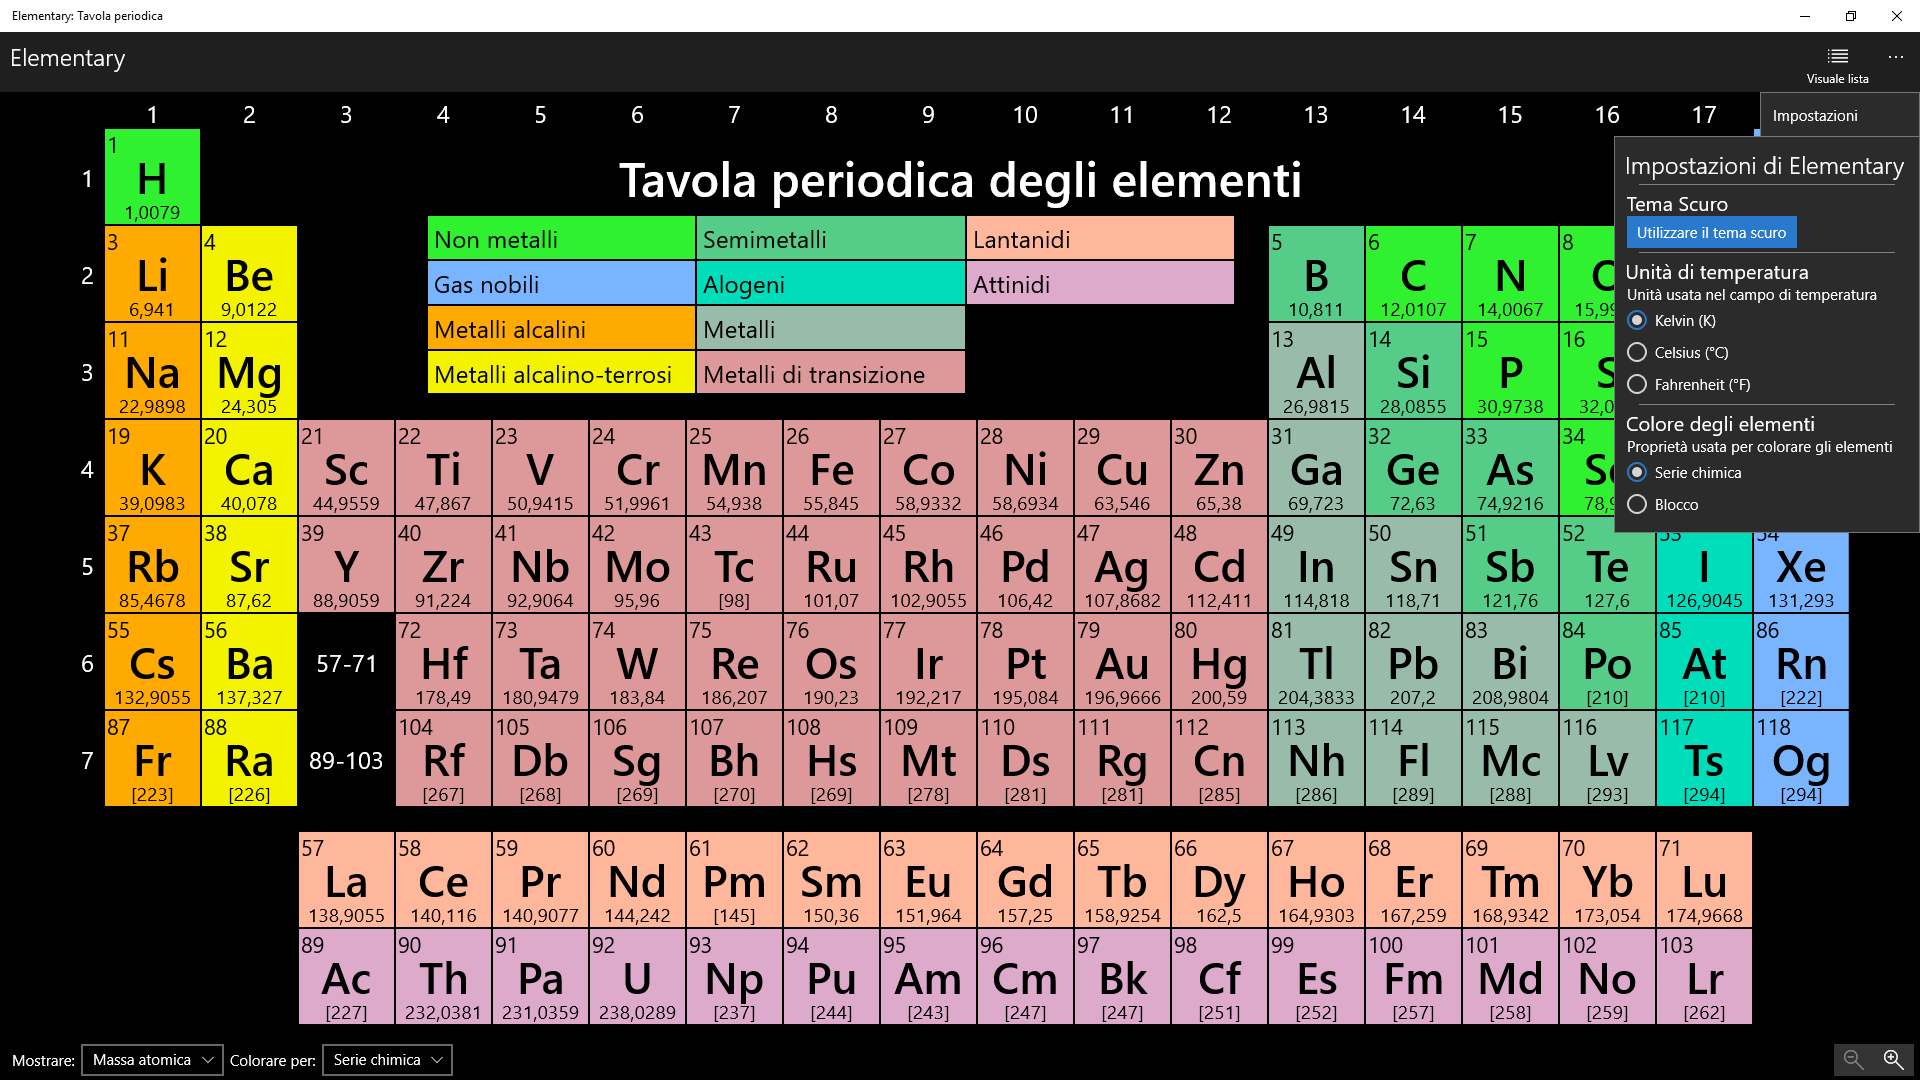 Elementary: Tavola periodica
Elementary
Visuale lista
Impostazioni
1 2 3 4 5 6 7 8 9 10 11 12 13 14 15 16 17
Tavola periodica degli elementi
Non metalli Semimetalli Lantanidi
Gas nobili Alogeni Attinidi
Metalli alcalini Metalli
Metalli alcalino-terrosi Metalli di transizione
1
1 H 1,0079
2
3 Li 6,941
4 Be 9,0122
5 B 10,811
6 C 12,0107
7 N 14,0067
8
3
11 Na 22,9898
12 Mg 24,305
13 Al 26,9815
14 Si 28,0855
15 P 30,9738
16
4
19 K 39,0983
20 Ca 40,078
21 Sc 44,9559
22 Ti 47,867
23 V 50,9415
24 Cr 51,9961
25 Mn 54,938
26 Fe 55,845
27 Co 58,9332
28 Ni 58,6934
29 Cu 63,546
30 Zn 65,38
31 Ga 69,723
32 Ge 72,63
33 As 74,9216
34
5
37 Rb 85,4678
38 Sr 87,62
39 Y 88,9059
40 Zr 91,224
41 Nb 92,9064
42 Mo 95,96
43 Tc [98]
44 Ru 101,07
45 Rh 102,9055
46 Pd 106,42
47 Ag 107,8682
48 Cd 112,411
49 In 114,818
50 Sn 118,71
51 Sb 121,76
52 Te 127,6
53 I 126,9045
54 Xe 131,293
6
55 Cs 132,9055
56 Ba 137,327
57-71
72 Hf 178,49
73 Ta 180,9479
74 W 183,84
75 Re 186,207
76 Os 190,23
77 Ir 192,217
78 Pt 195,084
79 Au 196,9666
80 Hg 200,59
81 Tl 204,3833
82 Pb 207,2
83 Bi 208,9804
84 Po [210]
85 At [210]
86 Rn [222]
7
87 Fr [223]
88 Ra [226]
89-103
104 Rf [267]
105 Db [268]
106 Sg [269]
107 Bh [270]
108 Hs [269]
109 Mt [278]
110 Ds [281]
111 Rg [281]
112 Cn [285]
113 Nh [286]
114 Fl [289]
115 Mc [288]
116 Lv [293]
117 Ts [294]
118 Og [294]
57 La 138,9055
58 Ce 140,116
59 Pr 140,9077
60 Nd 144,242
61 Pm [145]
62 Sm 150,36
63 Eu 151,964
64 Gd 157,25
65 Tb 158,9254
66 Dy 162,5
67 Ho 164,9303
68 Er 167,259
69 Tm 168,9342
70 Yb 173,054
71 Lu 174,9668
89 Ac [227]
90 Th 232,0381
91 Pa 231,0359
92 U 238,0289
93 Np [237]
94 Pu [244]
95 Am [243]
96 Cm [247]
97 Bk [247]
98 Cf [251]
99 Es [252]
100 Fm [257]
101 Md [258]
102 No [259]
103 Lr [262]
Impostazioni di Elementary
Tema Scuro
Utilizzare il tema scuro
Unità di temperatura
Unità usata nel campo di temperatura
Kelvin (K)
Celsius (°C)
Fahrenheit (°F)
Colore degli elementi
Proprietà usata per colorare gli elementi
Serie chimica
Blocco
Mostrare: Massa atomica Colorare per: Serie chimica